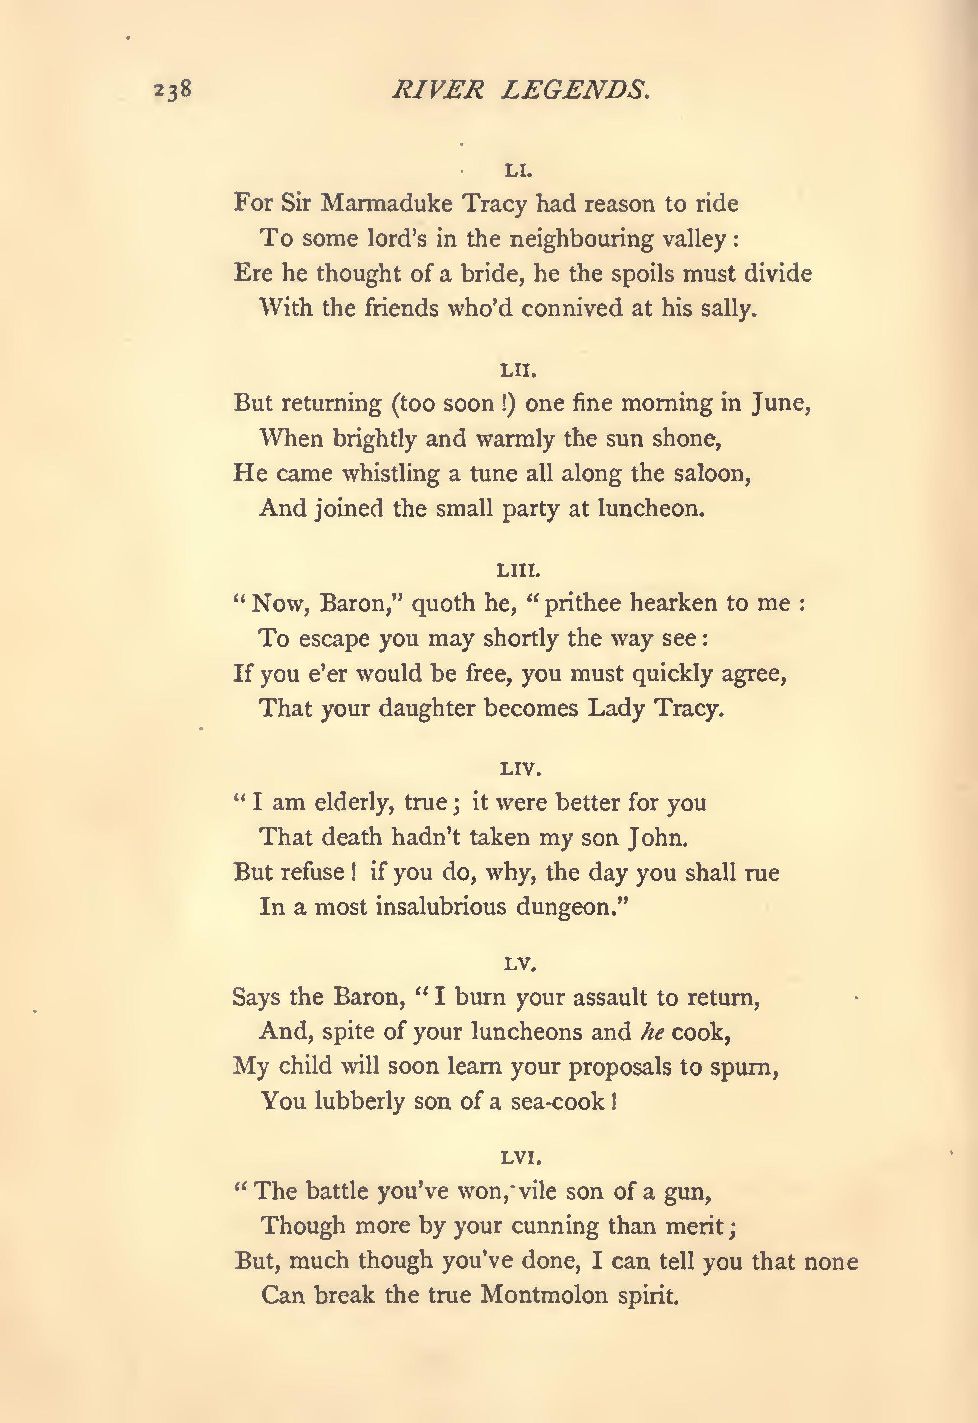 238 RIVER LEGENDS.
LI.
For Sir Marmaduke Tracy had reason to ride
To some lord's in the neighbouring valley :
Ere he thought of a bride, he the spoils must divide
With the friends who'd connived at his sally.
LII.
But returning (too soon !) one fine morning in June,
When brightly and warmly the sun shone,
He came whistling a tune all along the saloon,
And joined the small party at luncheon.
LIII.
“ Now, Baron,” quoth he, “ prithee hearken to me :
To escape you may shortly the way see :
If you e'er would be free, you must quickly agree,
That your daughter becomes Lady Tracy.
LIV.
“ I am elderly, true ; it were better for you
That death hadn't taken my son John.
But refuse ! if you do, why, the day you shall rue
In a most insalubrious dungeon.”
LV.
Says the Baron, “ I burn your assault to return,
And, spite of your luncheons and he cook,
My child will soon learn your proposals to spurn,
You lubberly son of a sea-cook !
LVI.
“ The battle you've won, vile son of a gun,
Though more by your cunning than merit ;
But, much though you've done, I can tell you that none
Can break the true Montmolon spirit.